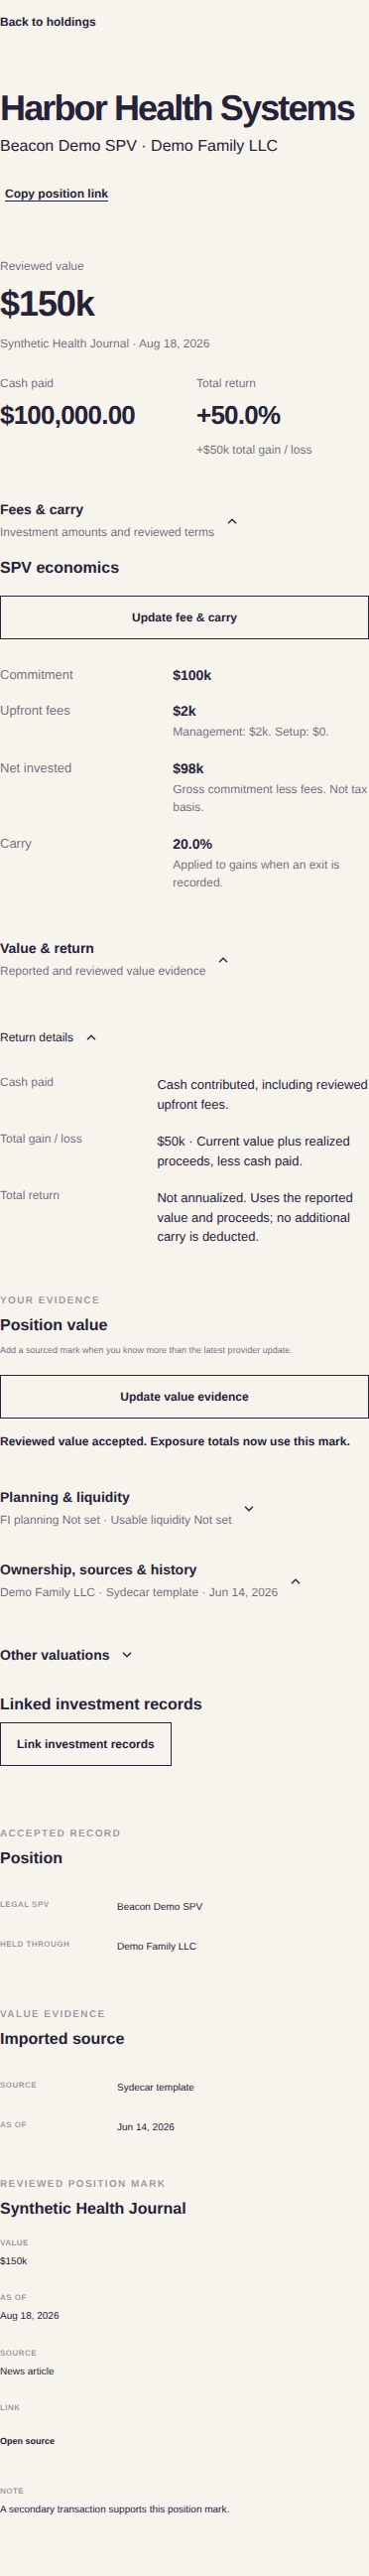 Back to holdings
Harbor Health Systems
Beacon Demo SPV · Demo Family LLC
Copy position link
Reviewed value
$150k
Synthetic Health Journal · Aug 18, 2026
Cash paid Total return
$100,000.00 +50.0%
+$50k total gain / loss
Fees & carry
Investment amounts and reviewed terms
SPV economics
Update fee & carry
Commitment $100k
Upfront fees $2k
Management: $2k. Setup: $0.
Net invested $98k
Gross commitment less fees. Not tax
basis.
Carry 20.0%
Applied to gains when an exit is
recorded.
Value & return
Reported and reviewed value evidence
Return details
Cash paid Cash contributed, including reviewed
upfront fees.
Total gain / loss $50k · Current value plus realized
proceeds, less cash paid.
Total return Not annualized. Uses the reported
value and proceeds; no additional
carry is deducted.
YOUR EVIDENCE
Position value
Add a sourced mark when you know more than the latest provider update.
Update value evidence
Reviewed value accepted. Exposure totals now use this mark.
Planning & liquidity
FI planning Not set · Usable liquidity Not set
Ownership, sources & history
Demo Family LLC · Sydecar template · Jun 14, 2026
Other valuations
Linked investment records
Link investment records
ACCEPTED RECORD
Position
LEGAL SPV Beacon Demo SPV
HELD THROUGH Demo Family LLC
VALUE EVIDENCE
Imported source
SOURCE Sydecar template
AS OF Jun 14, 2026
REVIEWED POSITION MARK
Synthetic Health Journal
VALUE
$150k
AS OF
Aug 18, 2026
SOURCE
News article
LINK
Open source
NOTE
A secondary transaction supports this position mark.